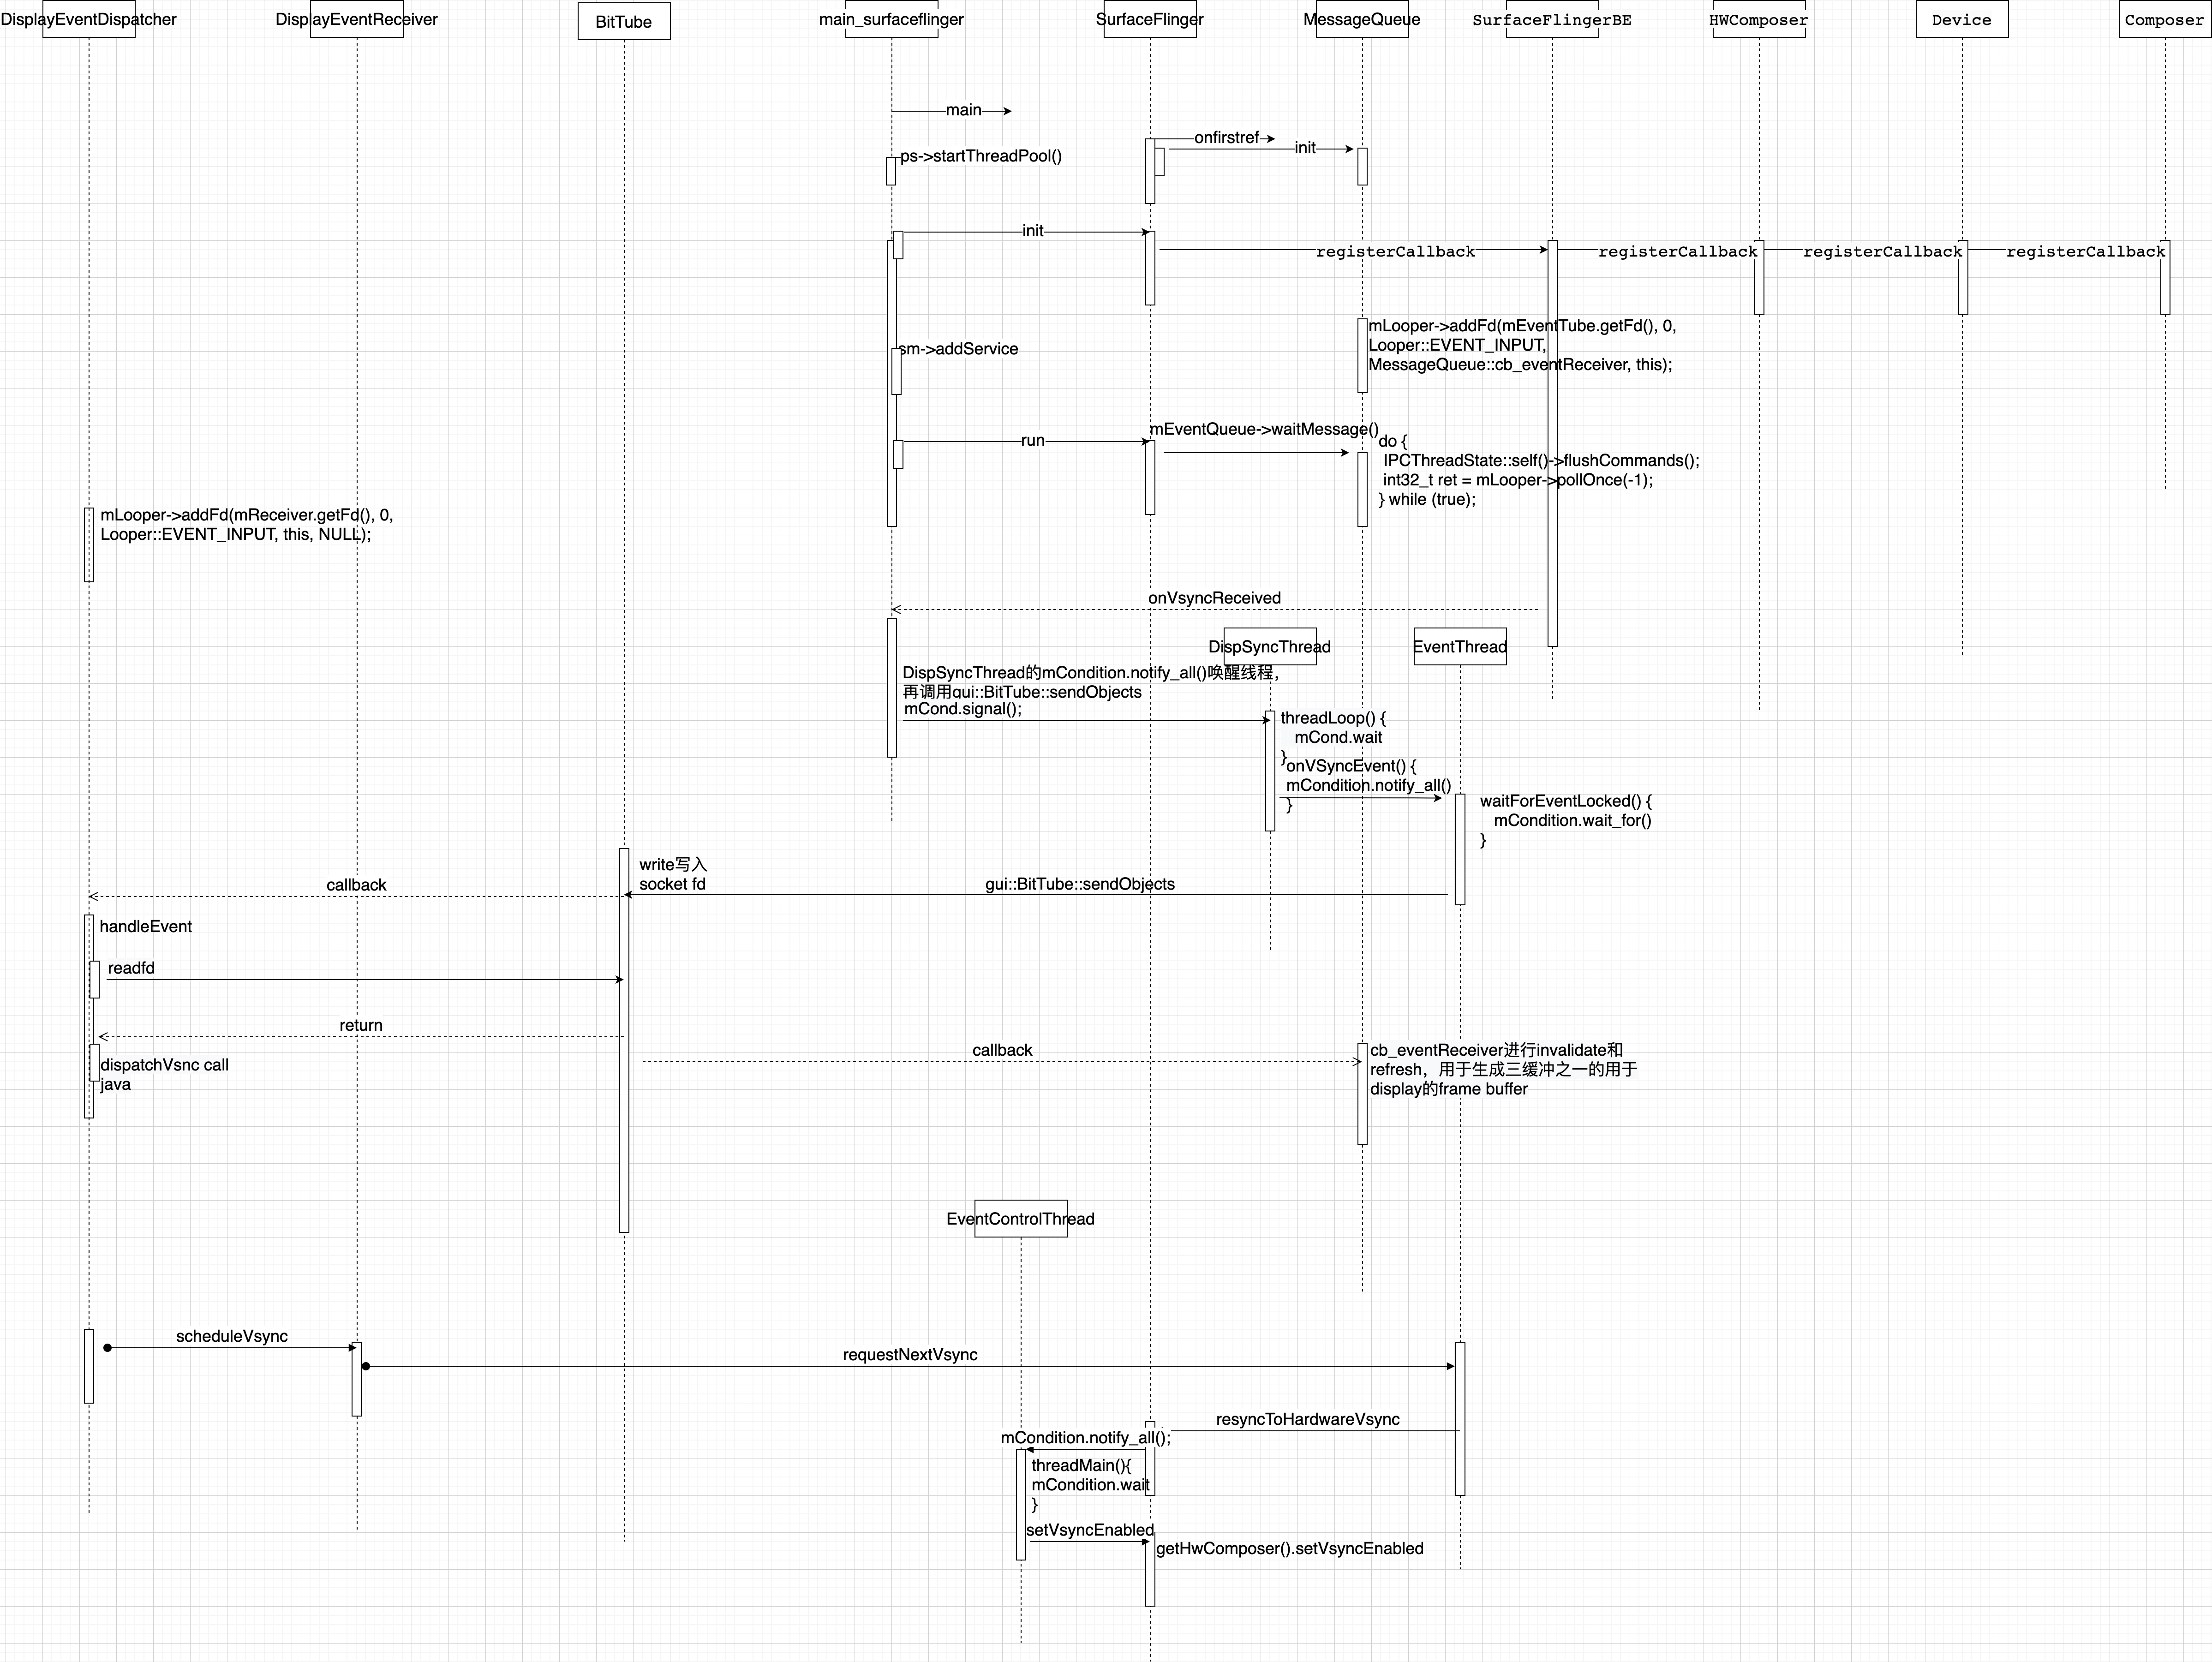 DisplayEventDispatcher
DisplayEventReceiver
BitTube
main_surfaceflinger
SurfaceFlinger
MessageQueue
SurfaceFlingerBE
HWComposer
Device
Composer
main
onfirstref
init
ps->startThreadPool()
init
registerCallback
registerCallback
registerCallback
registerCallback
mLooper->addFd(mEventTube.getFd(), 0,
Looper::EVENT_INPUT,
MessageQueue::cb_eventReceiver, this);
sm->addService
run
mEventQueue->waitMessage()
do {
IPCThreadState::self()->flushCommands();
int32_t ret = mLooper->pollOnce(-1);
} while (true);
mLooper->addFd(mReceiver.getFd(), 0,
Looper::EVENT_INPUT, this, NULL);
onVsyncReceived
DispSyncThread
EventThread
DispSyncThread的mCondition.notify_all()唤醒线程，
再调用gui::BitTube::sendObjects
mCond.signal();
threadLoop() {
mCond.wait
}
onVSyncEvent() {
mCondition.notify_all()
}
waitForEventLocked() {
mCondition.wait_for()
}
write写入
socket fd
callback
gui::BitTube::sendObjects
handleEvent
readfd
return
dispatchVsnc call
java
callback
cb_eventReceiver进行invalidate和
refresh，用于生成三缓冲之一的用于
display的frame buffer
EventControlThread
scheduleVsync
requestNextVsync
resyncToHardwareVsync
mCondition.notify_all();
threadMain(){
mCondition.wait
}
setVsyncEnabled
getHwComposer().setVsyncEnabled